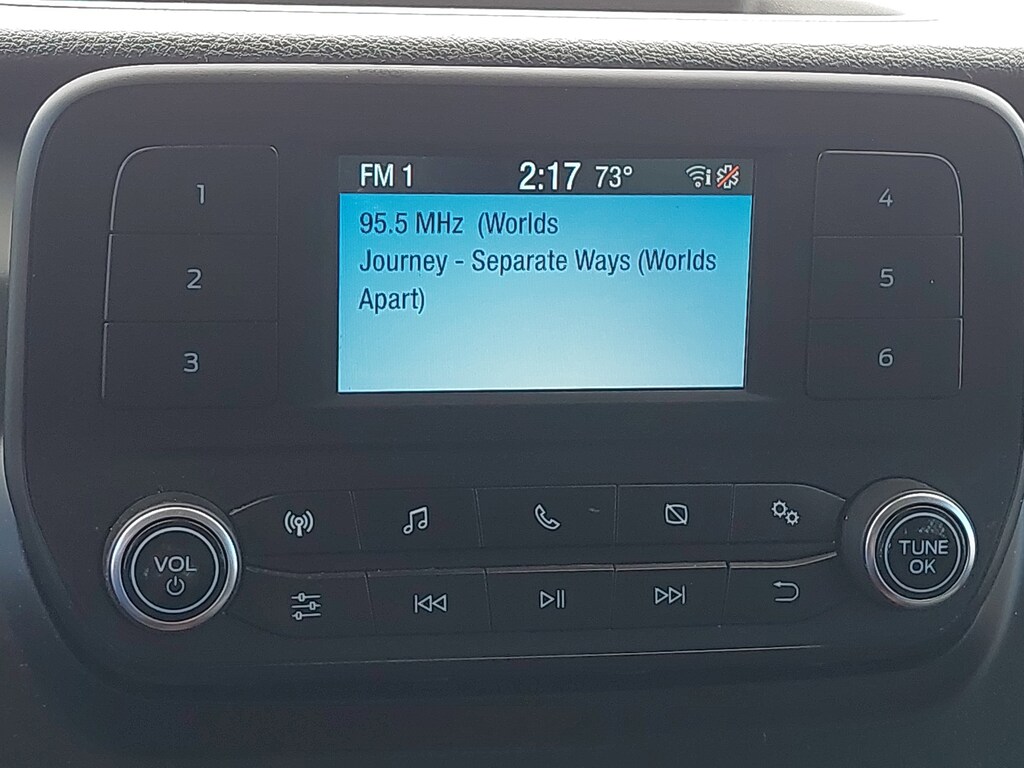 FM 1 2:17 73° i
95.5 MHz (Worlds
Journey - Separate Ways (Worlds
Apart)
1
2
3
4
5
6
VOL
TUNE
OK